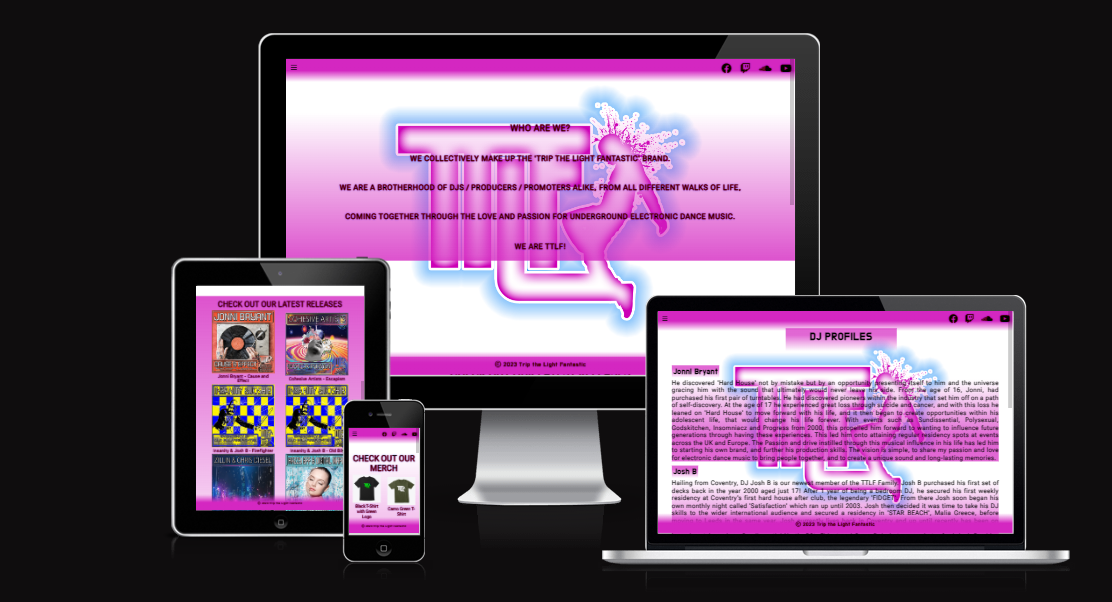 WHO ARE WE?
WE COLLECTIVELY MAKE UP THE 'TRIP THE LIGHT FANTASTIC' BRAND.
WE ARE A BROTHERHOOD OF DJS / PRODUCERS / PROMOTERS ALIKE, FROM ALL DIFFERENT WALKS OF LIFE,
COMING TOGETHER THROUGH THE LOVE AND PASSION FOR UNDERGROUND ELECTRONIC DANCE MUSIC.
WE ARE TTLF!
TTLF
© 2023 Trip the Light Fantastic
CHECK OUT OUR LATEST RELEASES
JONNI BRYANT
COHESIVE ARTISTS
Jonni Bryant - Cause and
Effect
Cohesive Artists - Escapism
Insanity & Josh B - Firefighter
Insanity & Josh B - Old
© 2023 Trip the Light Fantastic
CHECK OUT OUR
MERCH
Black T-Shirt
with Green
Logo
Camo Green T-
Shirt
© 2023 Trip the Light Fantastic
DJ PROFILES
Jonni Bryant
He discovered 'Hard House' not by mistake but by an opportunity presenting itself to him and the universe
gracing him with the sound that ultimately would never leave his side. From the age of 16, Jonni, had
purchased his first pair of turntables. He had discovered pioneers within the industry that set him off on a path
of self-discovery. At the age of 17 he experienced great loss through suicide and cancer, and with this loss he
leaned on 'Hard House' to move forward with his life, and it then began to create opportunities within his
adolescent life, that would change his life forever. With events such as Sundissential, Polysexual,
Godskitchen, Insomniacz and Progress from 2000, this propelled him forward to wanting to influence future
generations through having these experiences. This led him onto attaining regular residency spots at events
across the UK and Europe. The Passion and drive instilled through this musical influence in his life has led him
to starting his own brand, and further his production skills. The vision is simple, to share my passion and love
for electronic dance music to bring people together, and to create a unique sound and long-lasting memories.
Josh B
Hailing from Coventry, DJ Josh B is our newest member of the TTLF Family. Josh B purchased his first set of
decks back in the year 2000 aged just 17! After 1 year of being a bedroom DJ, he secured his first weekly
residency at Coventry's first hard house after club, the legendary 'FIDGET'. From there Josh soon began his
own monthly night called 'Satisfaction' which ran up until 2003. Josh then decided it was time to take his DJ
skills to the wider international audience and secured a residency in 'STAR BEACH', Malia Greece, before
© 2023 Trip the Light Fantastic